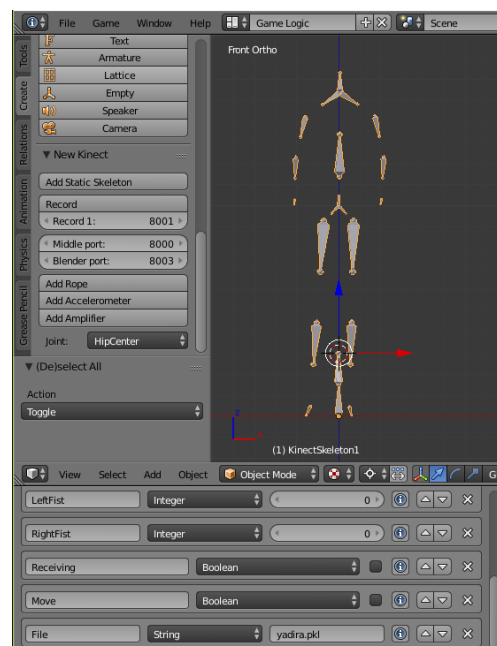 File Game Window Help Game Logic Scene
Tools
Create
Relations
Animation
Physics
Grease Pencil
Text
Armature
Lattice
Empty
Speaker
Camera
New Kinect
Add Static Skeleton
Record
Record 1: 8001
Middle port: 8000
Blender port: 8003
Add Rope
Add Accelerometer
Add Amplifier
Joint: HipCenter
(De)select All
Action
Toggle
Front Ortho
z
x
(1) KinectSkeleton1
View Select Add Object Object Mode G
LeftFist Integer 0
RightFist Integer 0
Receiving Boolean
Move Boolean
File String yadira.pkl